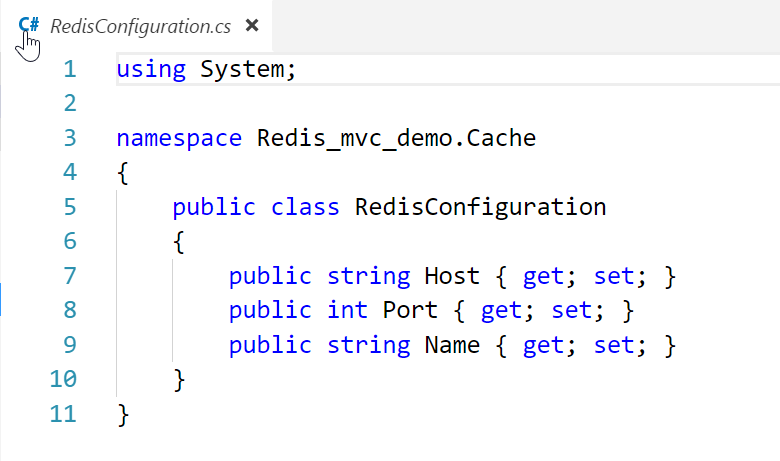 C# RedisConfiguration.cs ×
1 using System;
2
3 namespace Redis_mvc_demo.Cache
4 {
5     public class RedisConfiguration
6     {
7         public string Host { get; set; }
8         public int Port { get; set; }
9         public string Name { get; set; }
10     }
11 }